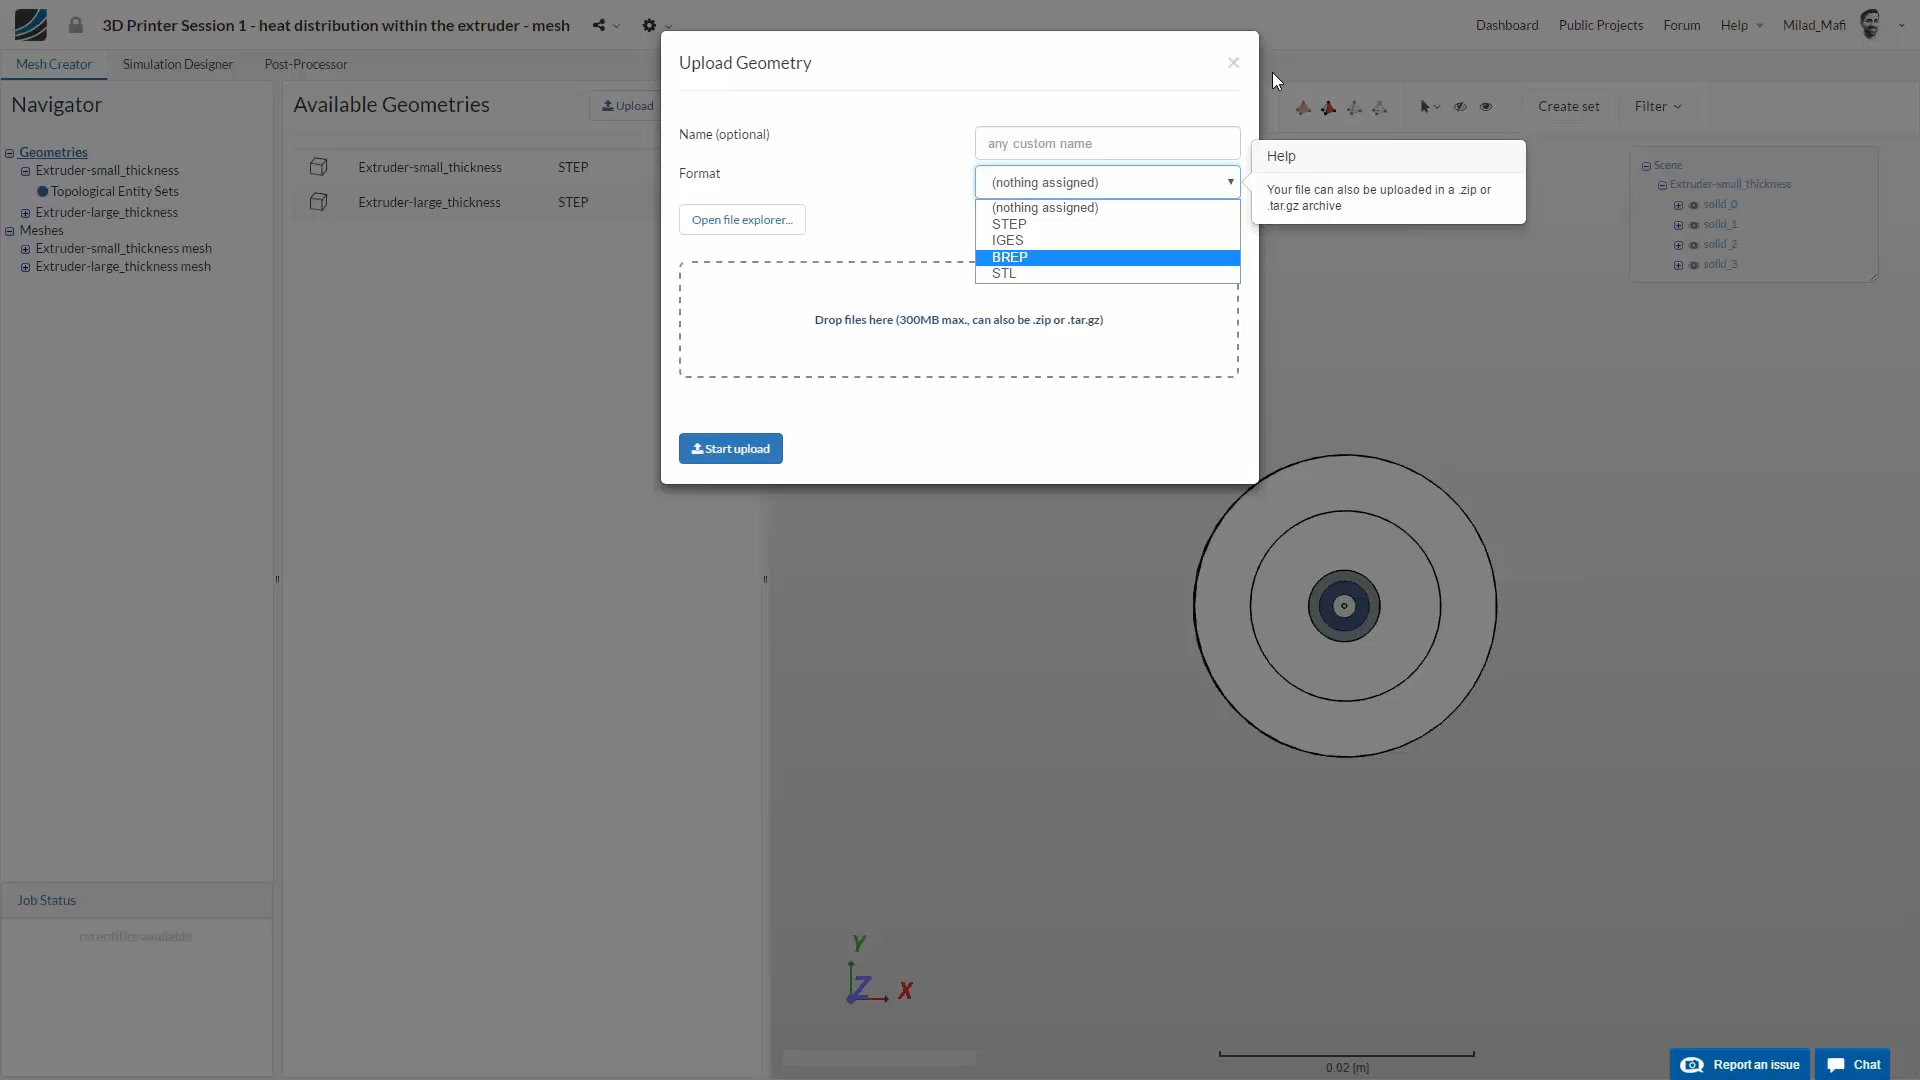 3D Printer Session 1 - heat distribution within the extruder - mesh
Dashboard
Public Projects
Forum
Help
Milad_Mafi
Mesh Creator
Simulation Designer
Post-Processor
Navigator
Geometries
Extruder-small_thickness
Topological Entity Sets
Extruder-large_thickness
Meshes
Extruder-small_thickness mesh
Extruder-large_thickness mesh
Job Status
no entities available
Available Geometries
Upload
Extruder-small_thickness STEP
Extruder-large_thickness STEP
Upload Geometry
×
Name (optional)
any custom name
Format
(nothing assigned)
(nothing assigned)
STEP
IGES
BREP
STL
Open file explorer...
Drop files here (300MB max., can also be .zip or .tar.gz)
Start upload
Help
Your file can also be uploaded in a .zip or
.tar.gz archive
Create set
Filter
Scene
Extruder-small_thickness
solid_0
solid_1
solid_2
solid_3
Y
Z
X
0.02 [m]
Report an issue
Chat